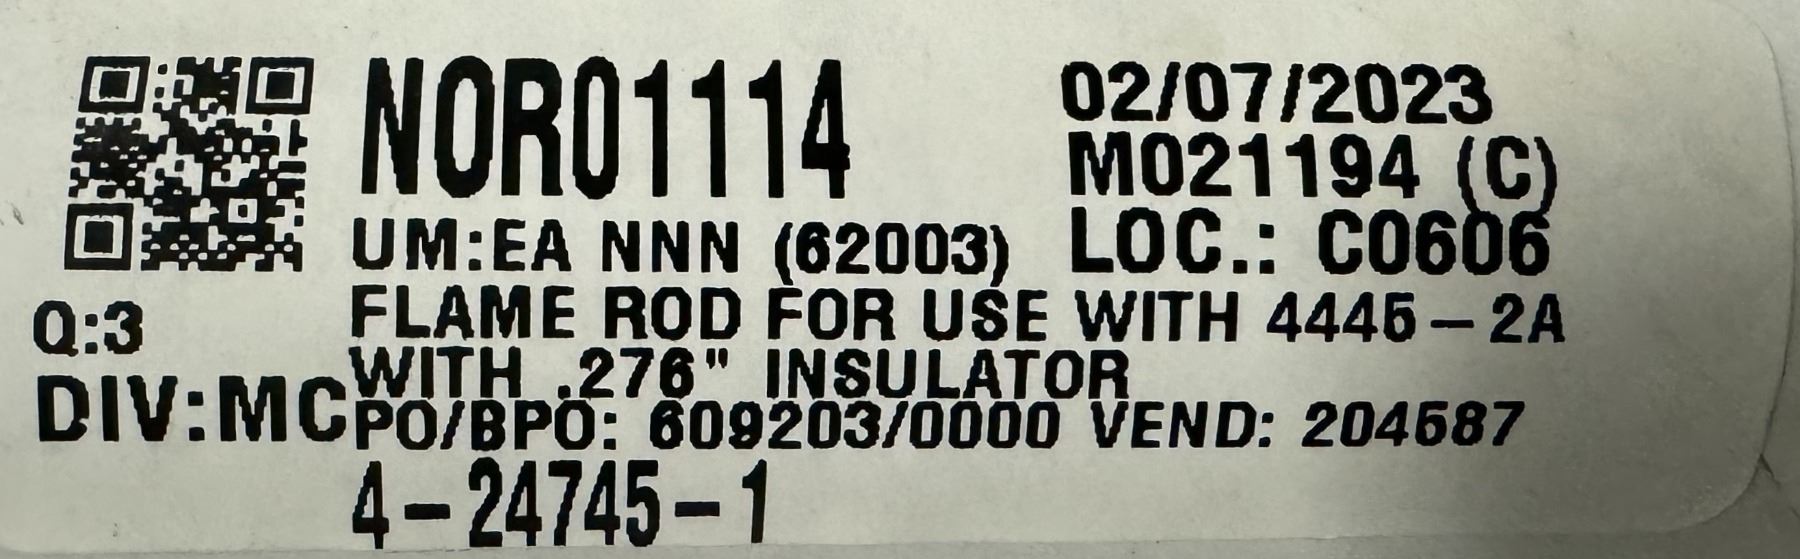 NOR01114
02/07/2023
M021194 (C)
UM:EA NNN (62003)
LOC.: C0606
Q:3
FLAME ROD FOR USE WITH 4445-2A
WITH .276" INSULATOR
DIV:MC
PO/BPO: 609203/0000 VEND: 204587
4-24745-1